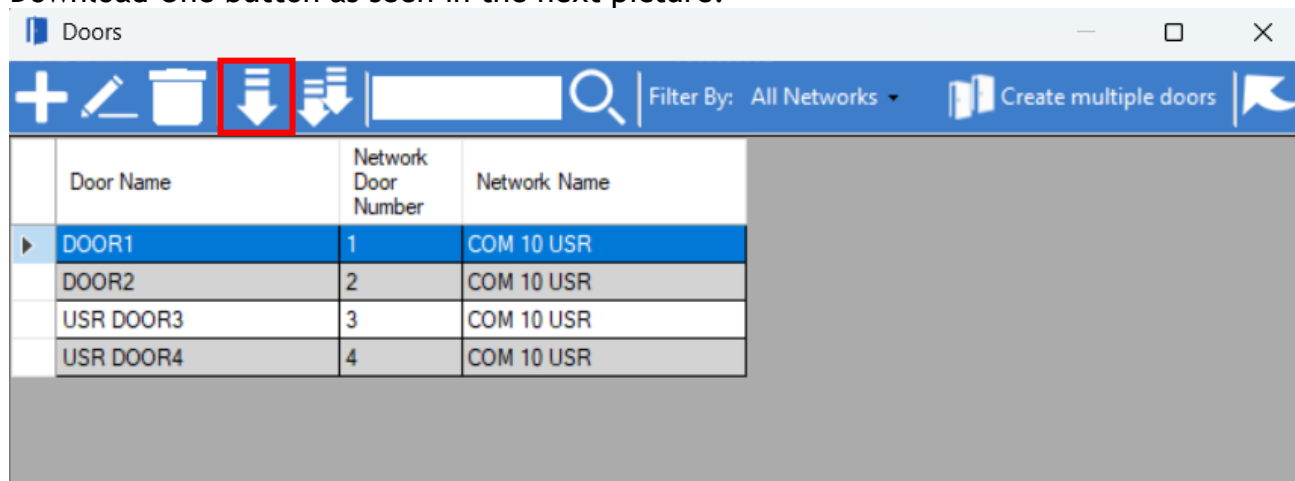 Download One button as seen in the next picture.
Doors
Filter By: All Networks
Create multiple doors
Door Name
Network
Door
Number
Network Name
DOOR1 1 COM 10 USR
DOOR2 2 COM 10 USR
USR DOOR3 3 COM 10 USR
USR DOOR4 4 COM 10 USR